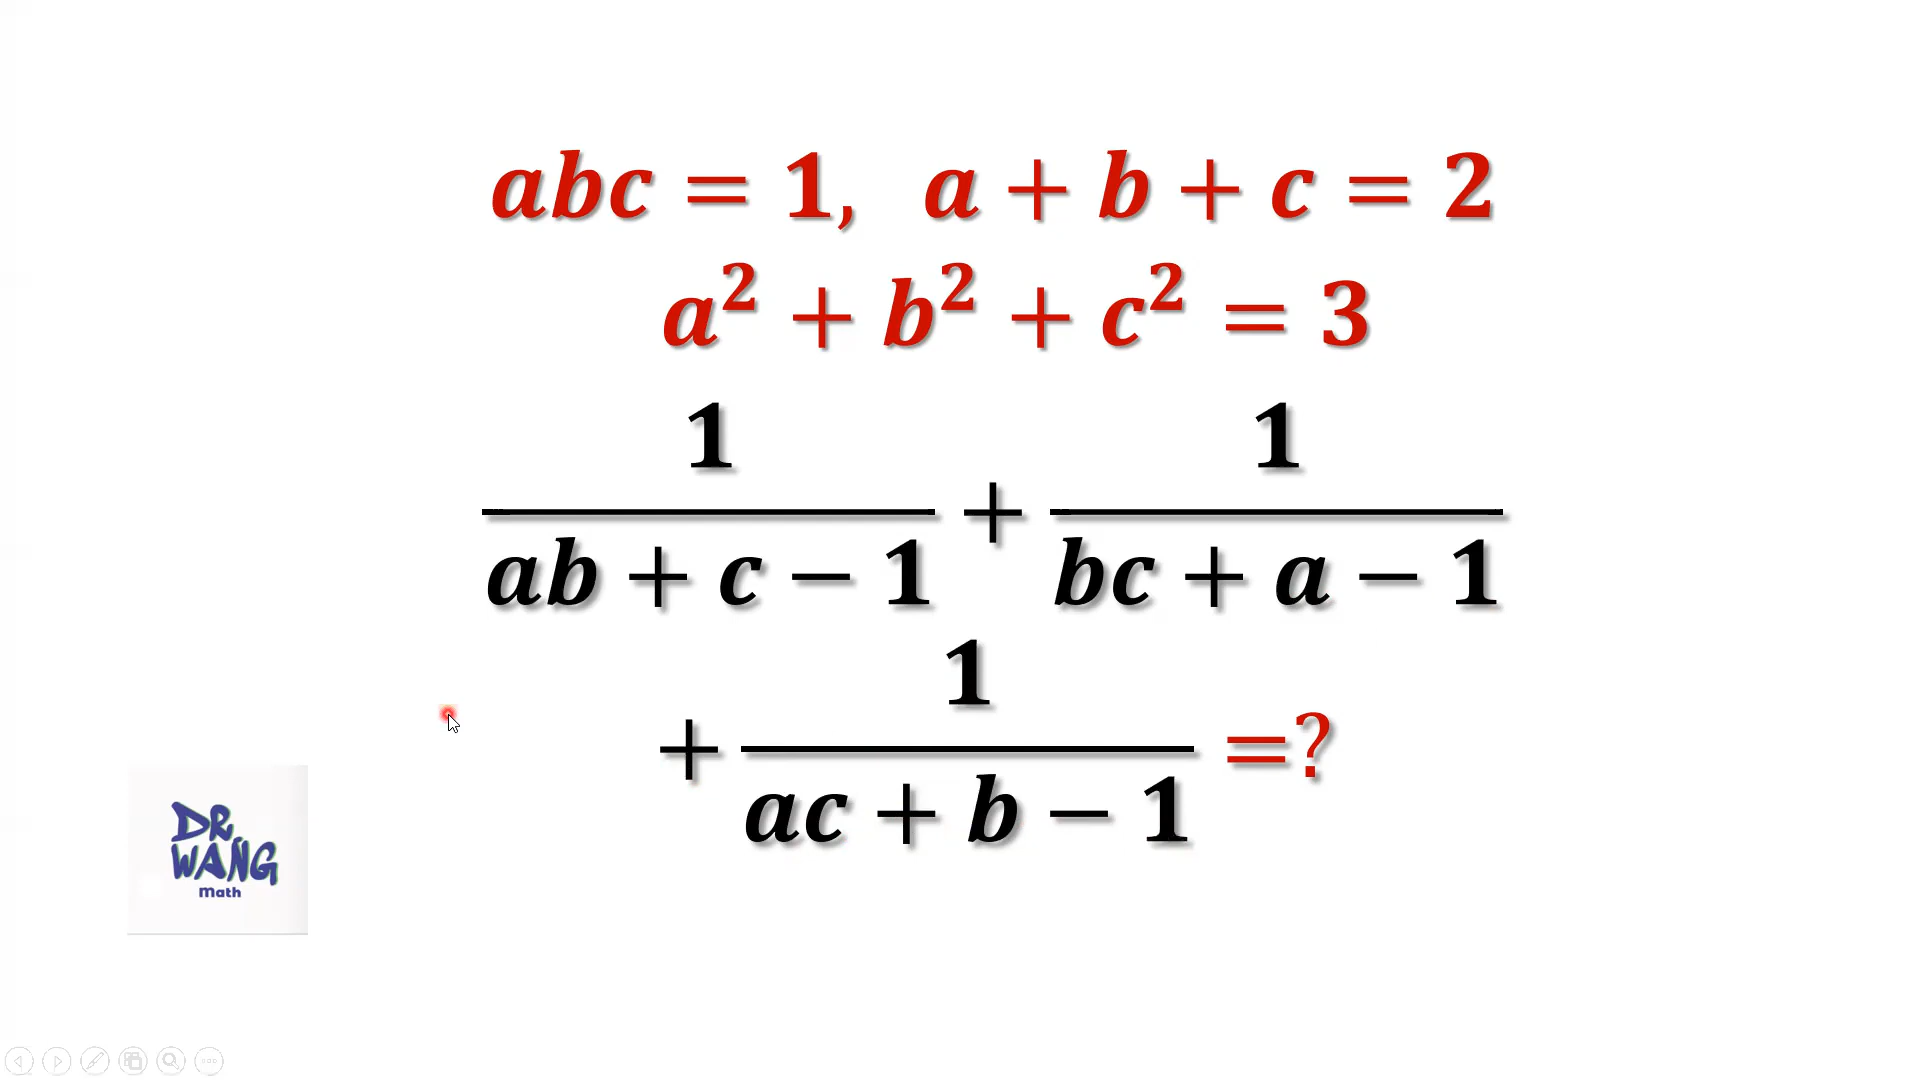 abc = 1, a + b + c = 2
a² + b² + c² = 3
1 1
ab + c − 1 + bc + a − 1
1
+ ac + b − 1 =?
DR.
WANG
math